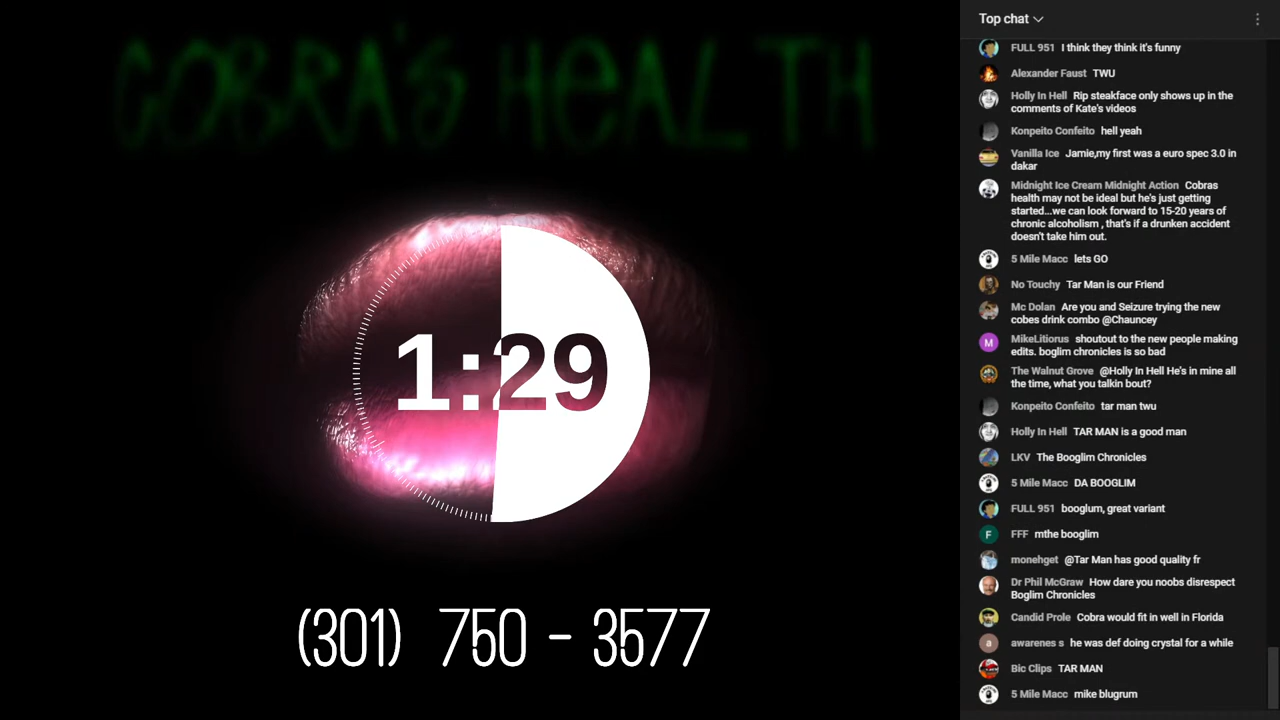 COBRA'S HEALTH
1:29
(301) 750 - 3577
Top chat
FULL 951 I think they think it's funny
Alexander Faust TWU
Holly In Hell Rip steakface only shows up in the
comments of Kate's videos
Konpeito Confeito hell yeah
Vanilla Ice Jamie,my first was a euro spec 3.0 in
dakar
Midnight Ice Cream Midnight Action Cobras
health may not be ideal but he's just getting
started...we can look forward to 15-20 years of
chronic alcoholism , that's if a drunken accident
doesn't take him out.
5 Mile Macc lets GO
No Touchy Tar Man is our Friend
Mc Dolan Are you and Seizure trying the new
cobes drink combo @Chauncey
M
MikeLitiorus shoutout to the new people making
edits. boglim chronicles is so bad
The Walnut Grove @Holly In Hell He's in mine all
the time, what you talkin bout?
Konpeito Confeito tar man twu
Holly In Hell TAR MAN is a good man
LKV The Booglim Chronicles
5 Mile Macc DA BOOGLIM
FULL 951 booglum, great variant
F
FFF mthe booglim
monehget @Tar Man has good quality fr
Dr Phil McGraw How dare you noobs disrespect
Boglim Chronicles
Candid Prole Cobra would fit in well in Florida
a
awarenes s he was def doing crystal for a while
Bic Clips TAR MAN
5 Mile Macc mike blugrum